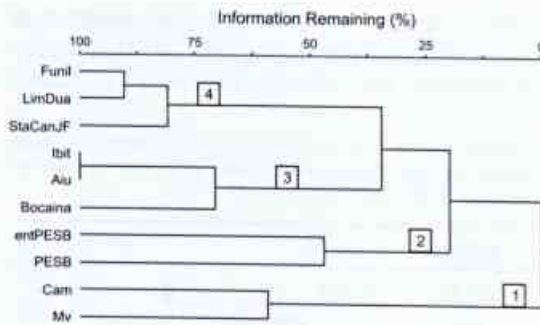 Information Remaining (%)
100 75 50 25 0
Funil
4
LimDua
StaCanJF
Ibit
Aiu
3
Bocaina
entPESB
2
PESB
Cam
1
Mv